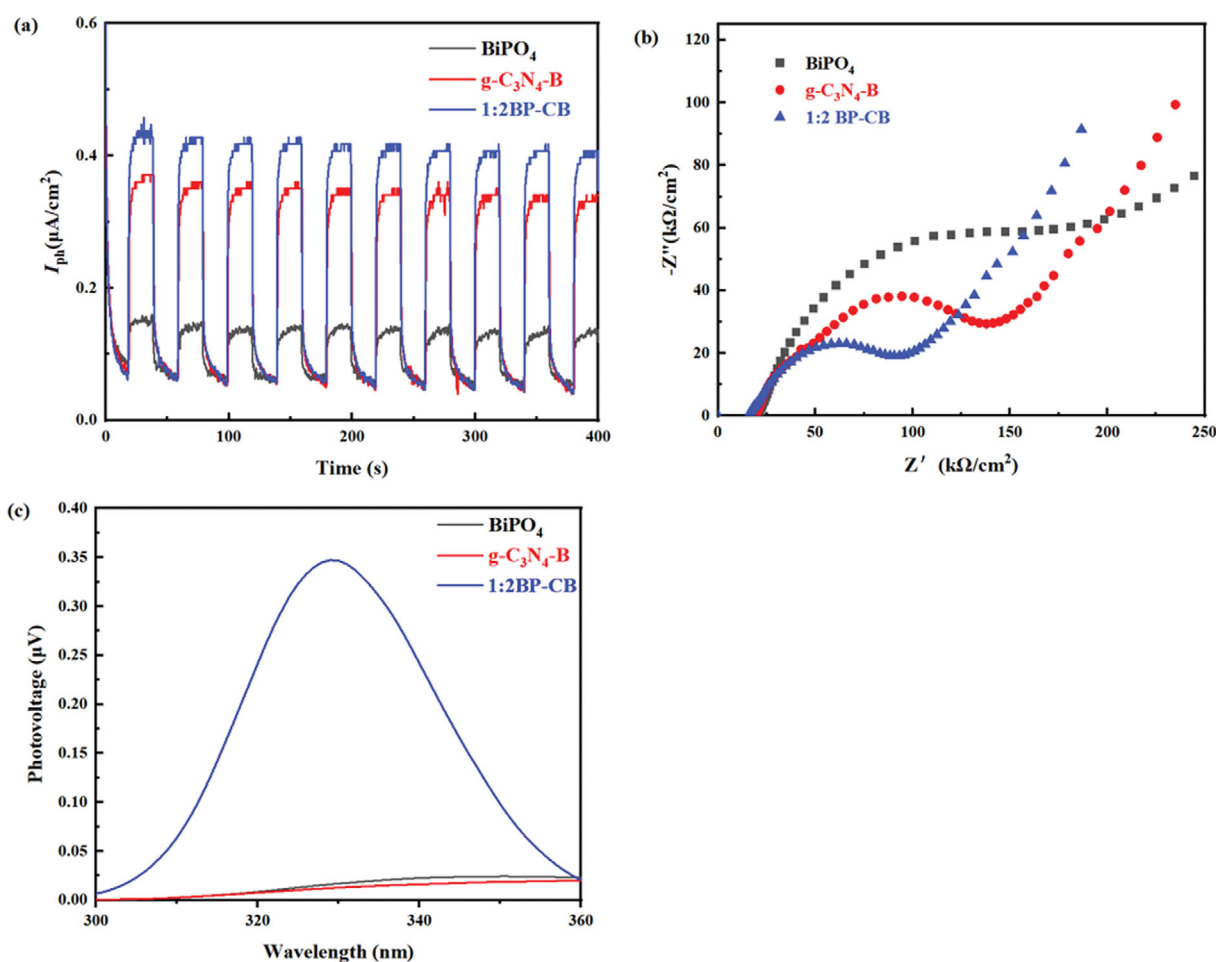 (a)
0.6
0.4
0.2
0.0
I_ph(μA/cm²)
BiPO₄
g-C₃N₄-B
1:2BP-CB
0
100
200
300
400
Time (s)
(b)
120
100
80
60
40
20
0
-Z''(kΩ/cm²)
BiPO₄
g-C₃N₄-B
1:2 BP-CB
0
50
100
150
200
250
Z′ (kΩ/cm²)
(c)
0.40
0.35
0.30
0.25
0.20
0.15
0.10
0.05
0.00
Photovoltage (μV)
BiPO₄
g-C₃N₄-B
1:2BP-CB
300
320
340
360
Wavelength (nm)